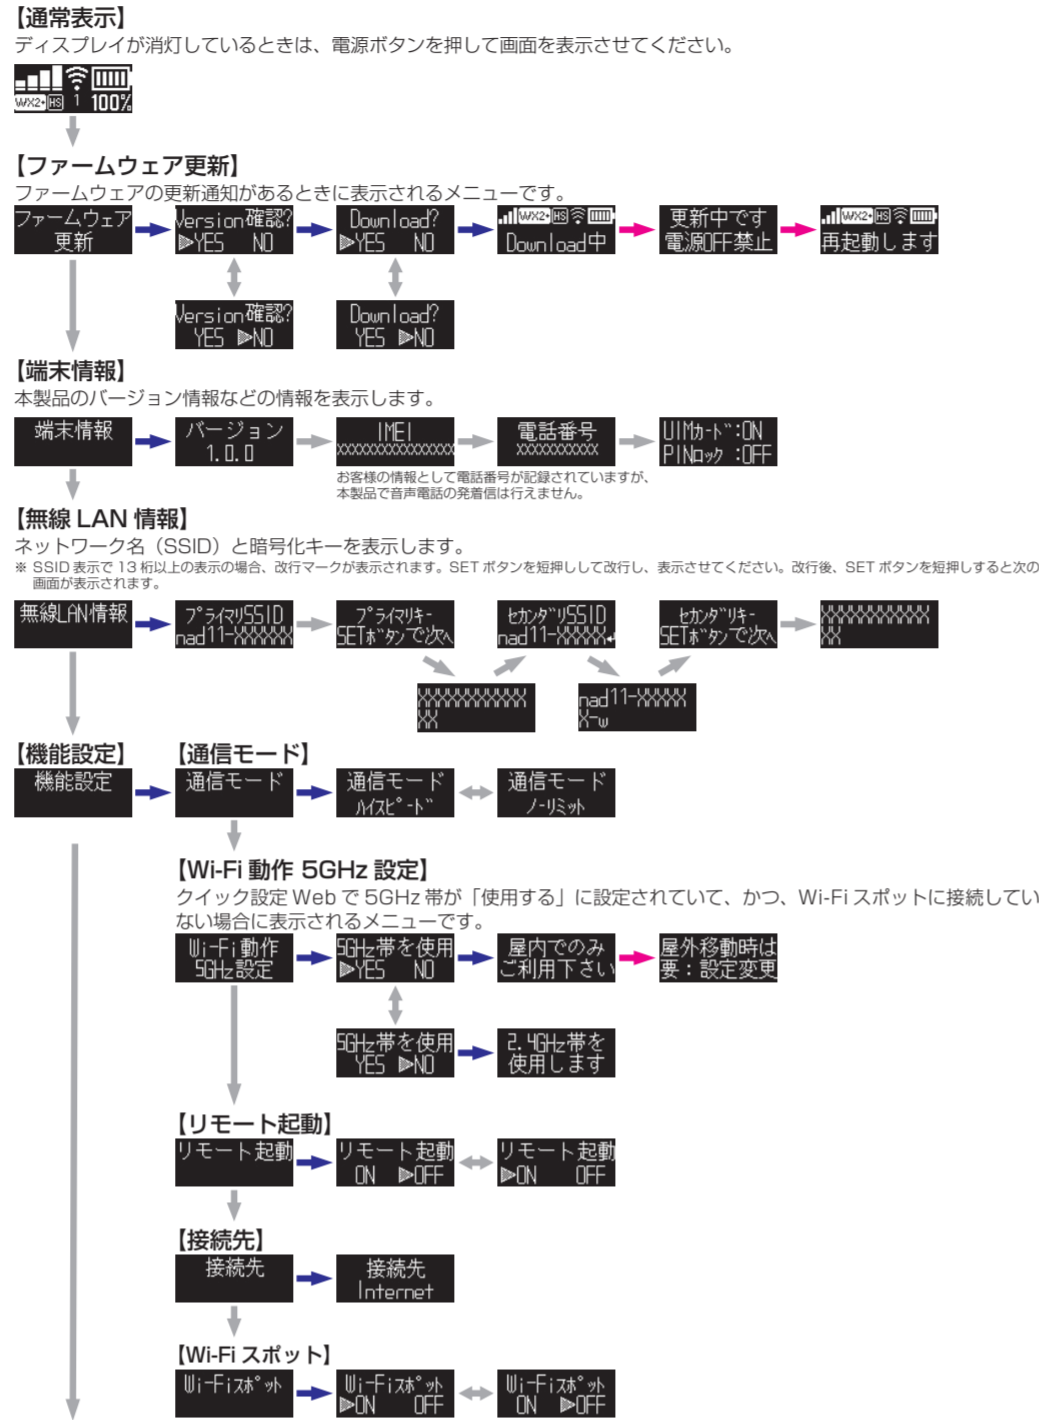 【通常表示】
ディスプレイが消灯しているときは、電源ボタンを押して画面を表示させてください。
WX2+ HS 1 100%
【ファームウェア更新】
ファームウェアの更新通知があるときに表示されるメニューです。
ファームウェア Version確認? Download? WX2+ HS 更新中です WX2+ HS
更新 ▶YES NO ▶YES NO Download中 電源OFF禁止 再起動します
Version確認? Download?
YES ▶NO YES ▶NO
【端末情報】
本製品のバージョン情報などの情報を表示します。
端末情報 バージョン IMEI 電話番号 UIMカード:ON
1.0.0 XXXXXXXXXXXXXXX XXXXXXXXXXX PINロック :OFF
お客様の情報として電話番号が記録されていますが、
本製品で音声電話の発着信は行えません。
【無線 LAN 情報】
ネットワーク名（SSID）と暗号化キーを表示します。
※ SSID 表示で 13 桁以上の表示の場合、改行マークが表示されます。SET ボタンを短押しして改行し、表示させてください。改行後、SET ボタンを短押しすると次の
画面が表示されます。
無線LAN情報 プライマリSSID プライマリキー セカンダリSSID セカンダリキー XXXXXXXXXXX
nad11-XXXXXX SETボタンで次へ nad11-XXXXX↵ SETボタンで次へ XX
XXXXXXXXXXX nad11-XXXXX
XX X-w
【機能設定】 【通信モード】
機能設定 通信モード 通信モード 通信モード
ハイスピード ノーリミット
【Wi-Fi 動作 5GHz 設定】
クイック設定 Web で 5GHz 帯が「使用する」に設定されていて、かつ、Wi-Fi スポットに接続してい
ない場合に表示されるメニューです。
Wi-Fi動作 5GHz帯を使用 屋内でのみ 屋外移動時は
5GHz設定 ▶YES NO ご利用下さい 要：設定変更
5GHz帯を使用 2.4GHz帯を
YES ▶NO 使用します
【リモート起動】
リモート起動 リモート起動 リモート起動
ON ▶OFF ▶ON OFF
【接続先】
接続先 接続先
Internet
【Wi-Fi スポット】
Wi-Fiスポット Wi-Fiスポット Wi-Fiスポット
▶ON OFF ON ▶OFF